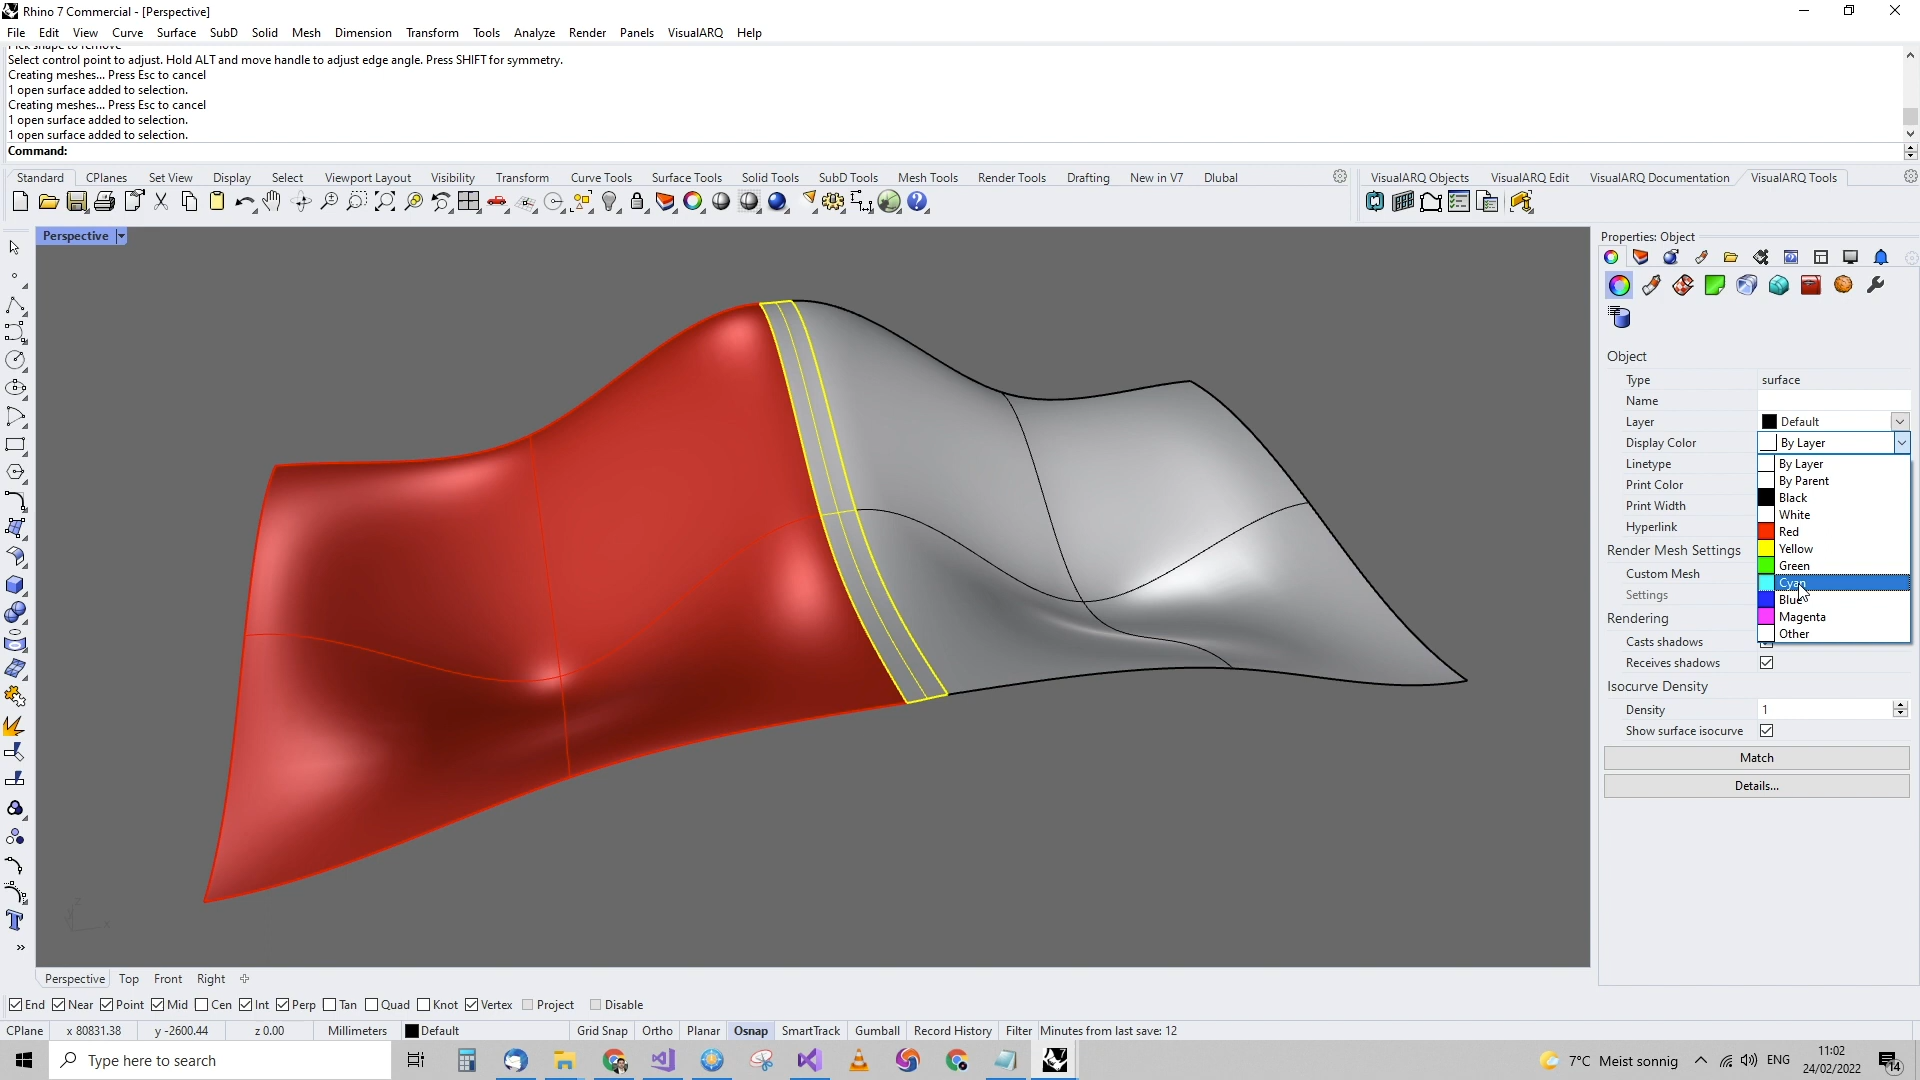 Rhino 7 Commercial - [Perspective]
File Edit View Curve Surface SubD Solid Mesh Dimension Transform Tools Analyze Render Panels VisualARQ Help
Pick shape to remove
Select control point to adjust. Hold ALT and move handle to adjust edge angle. Press SHIFT for symmetry.
Creating meshes... Press Esc to cancel
1 open surface added to selection.
Creating meshes... Press Esc to cancel
1 open surface added to selection.
1 open surface added to selection.
Command:
Standard CPlanes Set View Display Select Viewport Layout Visibility Transform Curve Tools Surface Tools Solid Tools SubD Tools Mesh Tools Render Tools Drafting New in V7 Dlubal
VisualARQ Objects VisualARQ Edit VisualARQ Documentation VisualARQ Tools
Perspective
Properties: Object
Object
Type surface
Name
Layer Default
Display Color By Layer
Linetype
Print Color
Print Width
Hyperlink
By Layer
By Parent
Black
White
Red
Yellow
Green
Cyan
Blue
Magenta
Other
Render Mesh Settings
Custom Mesh
Settings
Rendering
Casts shadows
Receives shadows
Isocurve Density
Density 1
Show surface isocurve
Match
Details...
z
x
Perspective Top Front Right
End Near Point Mid Cen Int Perp Tan Quad Knot Vertex Project Disable
CPlane x 80831.38 y -2600.44 z 0.00 Millimeters Default Grid Snap Ortho Planar Osnap SmartTrack Gumball Record History Filter Minutes from last save: 12
Type here to search
7°C Meist sonnig
ENG
11:02
24/02/2022
14